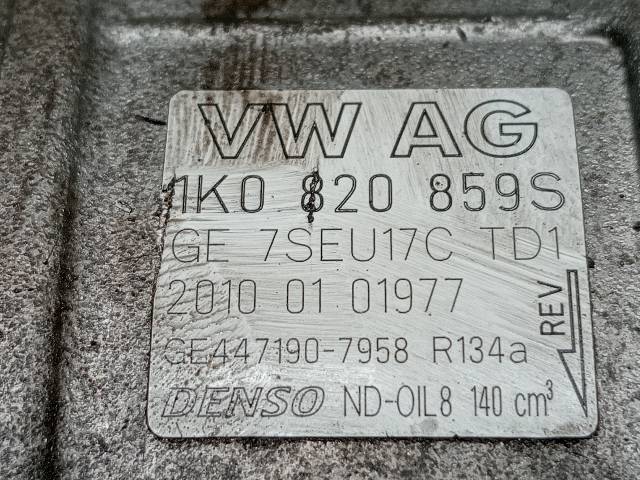 VW AG
1K0 820 859S
GE 7SEU17C TD1
2010 01 01977
REV
GE447190-7958 R134a
DENSO ND-OIL8 140 cm³